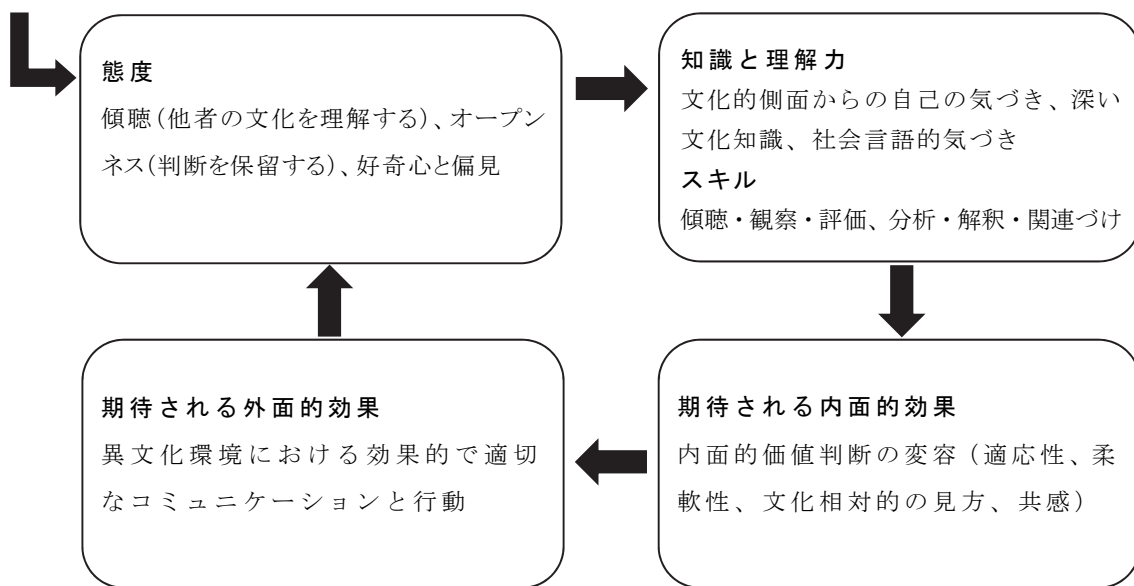 態度
傾聴(他者の文化を理解する)、オープン
ネス(判断を保留する)、好奇心と偏見
知識と理解力
文化的側面からの自己の気づき、深い
文化知識、社会言語的気づき
スキル
傾聴・観察・評価、分析・解釈・関連づけ
期待される外面的効果
異文化環境における効果的で適切
なコミュニケーションと行動
期待される内面的効果
内面的価値判断の変容(適応性、柔
軟性、文化相対的の見方、共感)